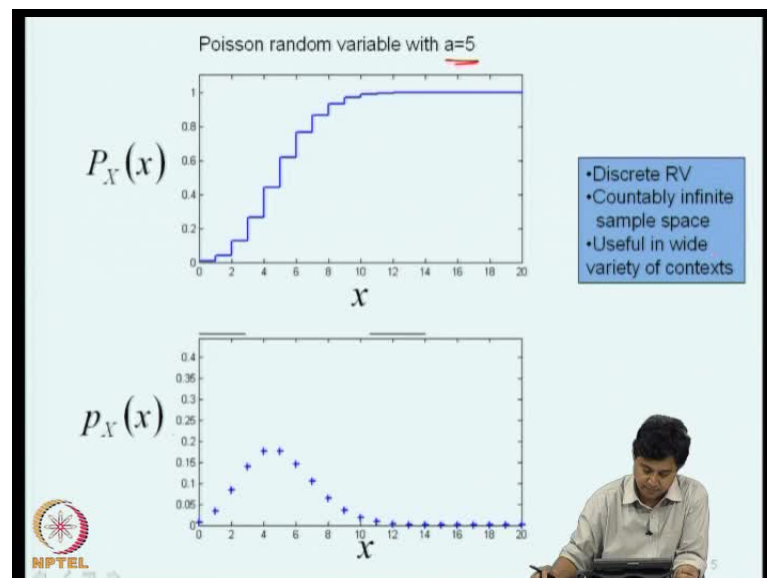 Poisson random variable with a=5
P_X(x)
1
0.8
0.6
0.4
0.2
0
0 2 4 6 8 10 12 14 16 18 20
x
•Discrete RV
•Countably infinite
sample space
•Useful in wide
variety of contexts
p_X(x)
0.4
0.35
0.3
0.25
0.2
0.15
0.1
0.05
0
0 2 4 6 8 10 12 14 16 18 20
x
NPTEL
5